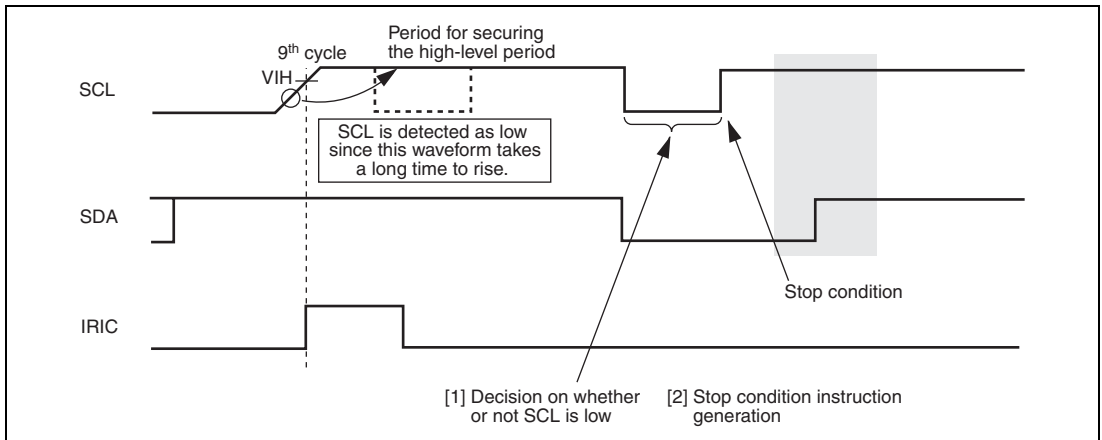 Period for securing
the high-level period
9th cycle
VIH
SCL
SCL is detected as low
since this waveform takes
a long time to rise.
SDA
Stop condition
IRIC
[1] Decision on whether
or not SCL is low
[2] Stop condition instruction
generation